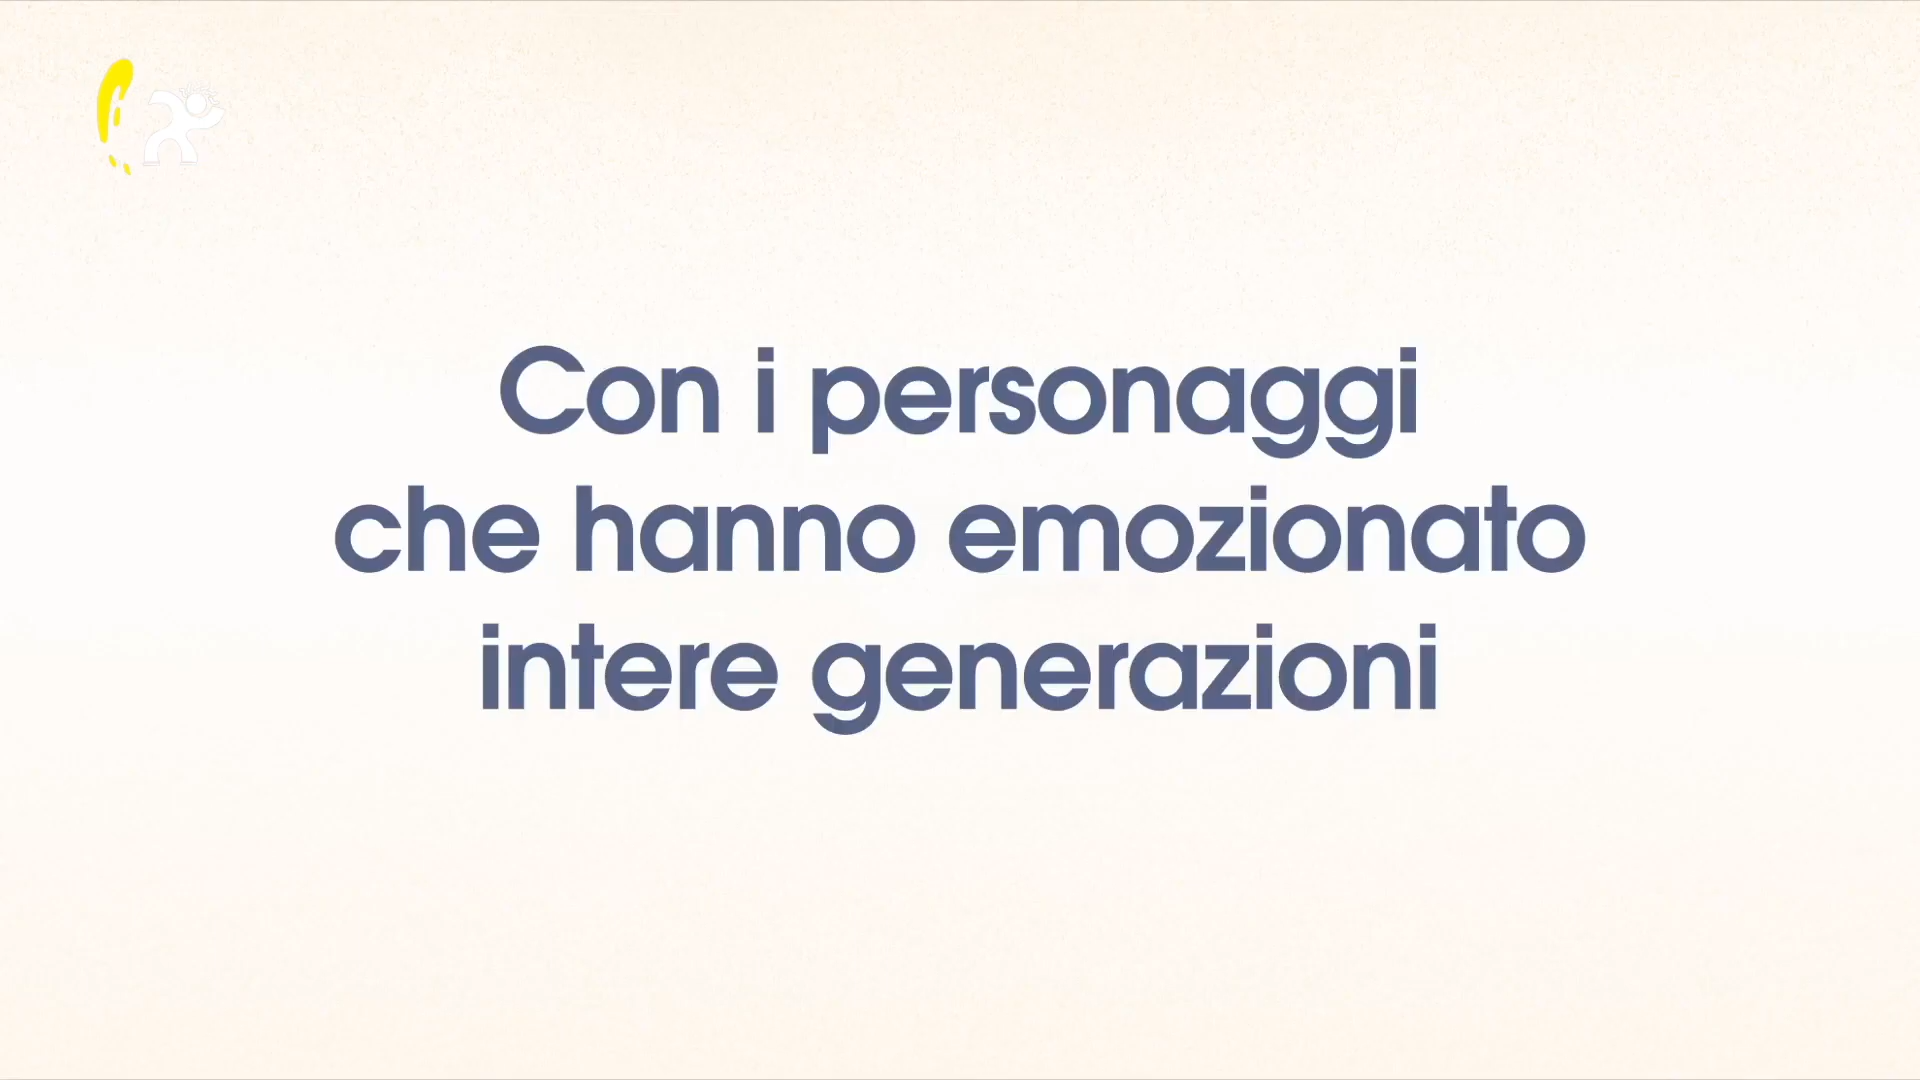 Con i personaggi
che hanno emozionato
intere generazioni